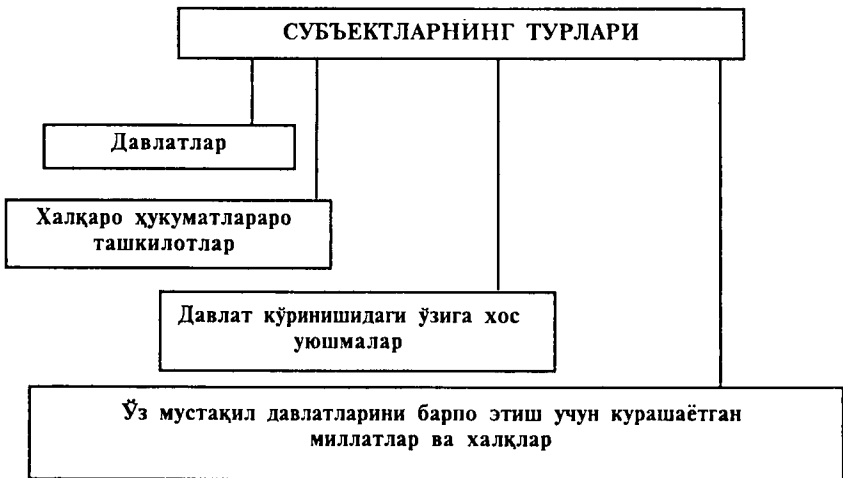 СУБЪЕКТЛАРНИНГ ТУРЛАРИ
Давлатлар
Халқаро ҳукуматлараро
ташкилотлар
Давлат кўринишидаги ўзига хос
уюшмалар
Ўз мустақил давлатларини барпо этиш учун курашаётган
миллатлар ва халқлар